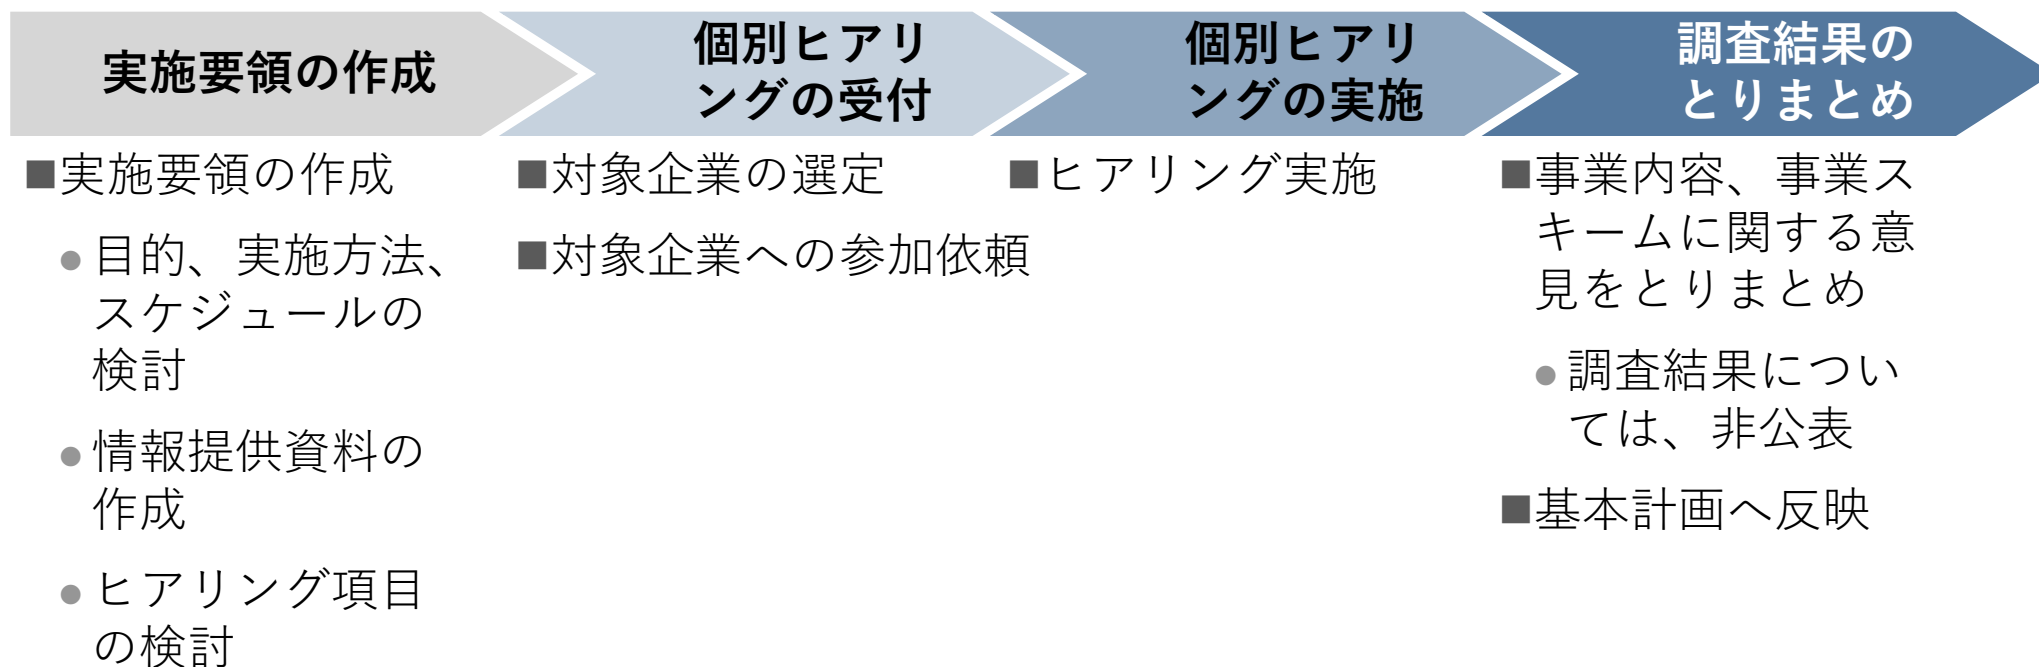 実施要領の作成
個別ヒアリ
ングの受付
個別ヒアリ
ングの実施
調査結果の
とりまとめ
■実施要領の作成
●目的、実施方法、
スケジュールの
検討
●情報提供資料の
作成
●ヒアリング項目
の検討
■対象企業の選定
■対象企業への参加依頼
■ヒアリング実施
■事業内容、事業ス
キームに関する意
見をとりまとめ
●調査結果につい
ては、非公表
■基本計画へ反映